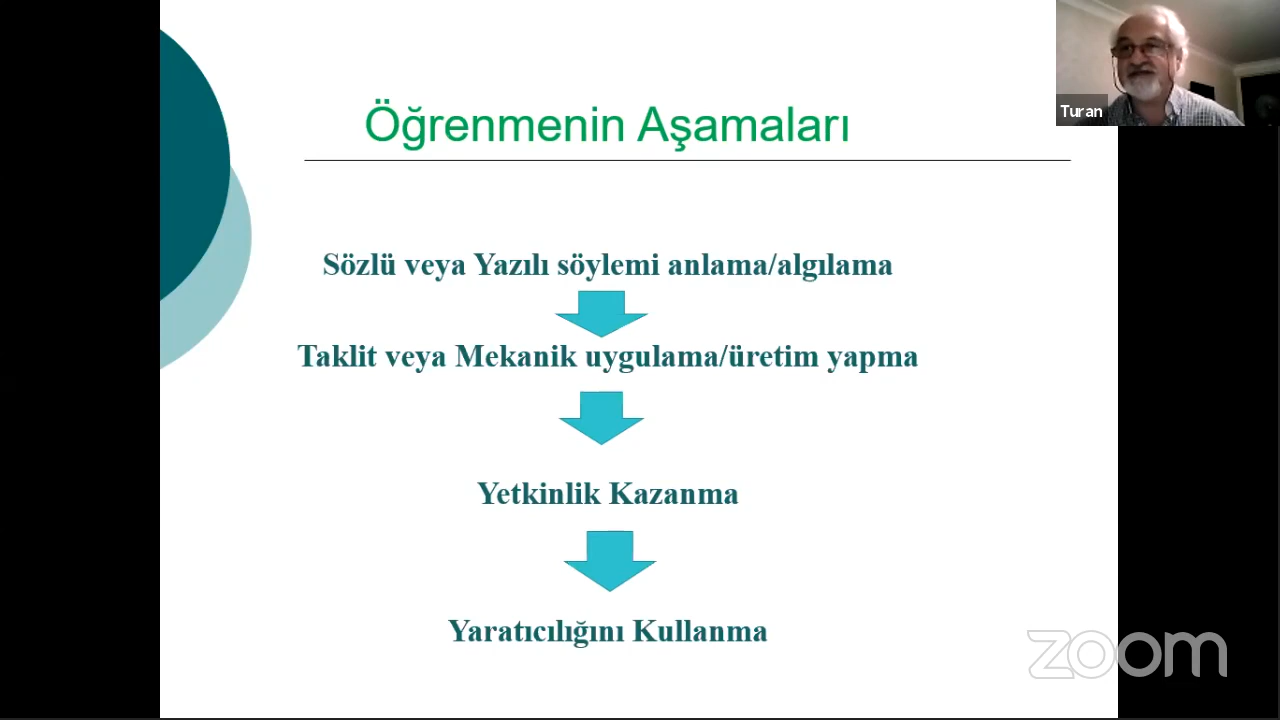 Öğrenmenin Aşamaları
Turan
Sözlü veya Yazılı söylemi anlama/algılama
Taklit veya Mekanik uygulama/üretim yapma
Yetkinlik Kazanma
Yaratıcılığını Kullanma
zoom